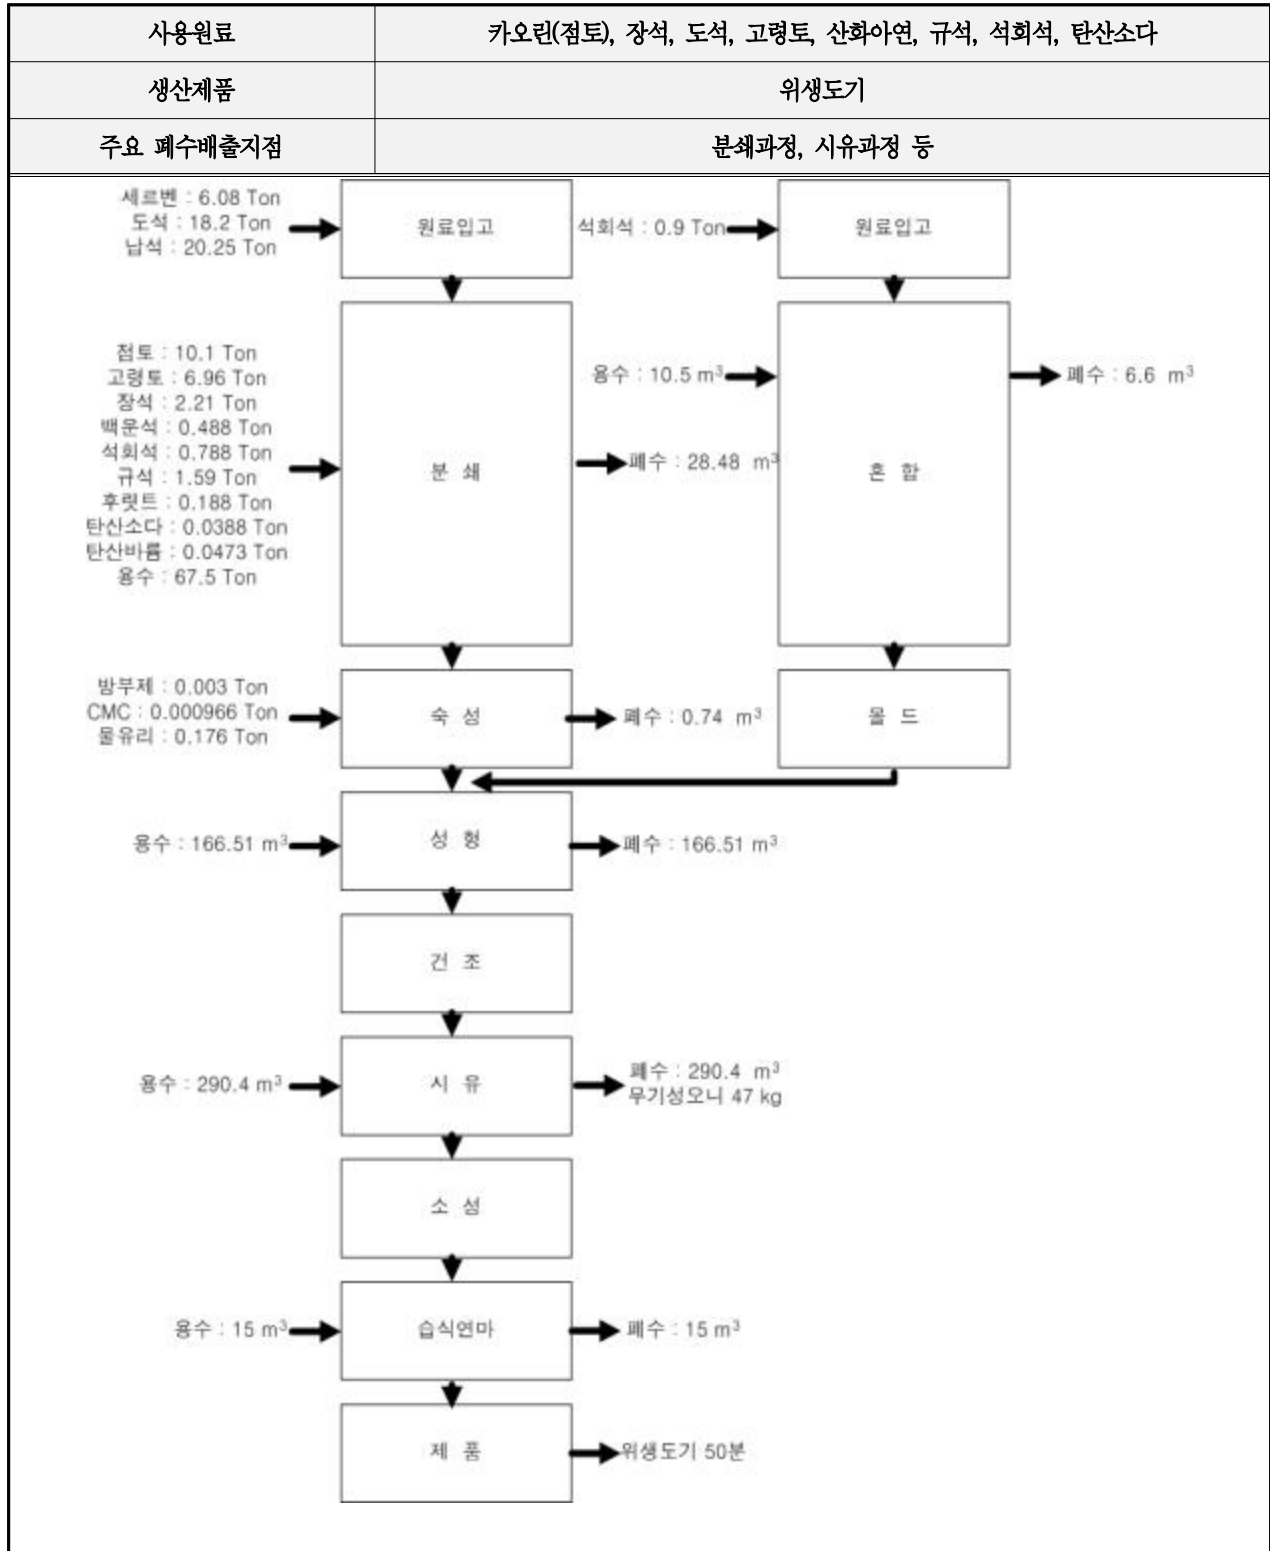 사용원료 카오린(점토), 장석, 도석, 고령토, 산화아연, 규석, 석회석, 탄산소다
생산제품 위생도기
주요 폐수배출지점 분쇄과정, 시유과정 등
세르벤 : 6.08 Ton
도석 : 18.2 Ton
납석 : 20.25 Ton
원료입고
석회석 : 0.9 Ton
원료입고
점토 : 10.1 Ton
고령토 : 6.96 Ton
장석 : 2.21 Ton
백운석 : 0.488 Ton
석회석 : 0.788 Ton
규석 : 1.59 Ton
후릿트 : 0.188 Ton
탄산소다 : 0.0388 Ton
탄산바륨 : 0.0473 Ton
용수 : 67.5 Ton
분 쇄
폐수 : 28.48 m³
용수 : 10.5 m³
혼 합
폐수 : 6.6 m³
방부제 : 0.003 Ton
CMC : 0.000966 Ton
물유리 : 0.176 Ton
숙 성
폐수 : 0.74 m³
몰 드
용수 : 166.51 m³
성 형
폐수 : 166.51 m³
건 조
용수 : 290.4 m³
시 유
폐수 : 290.4 m³
무기성오니 47 kg
소 성
용수 : 15 m³
습식연마
폐수 : 15 m³
제 품
위생도기 50분